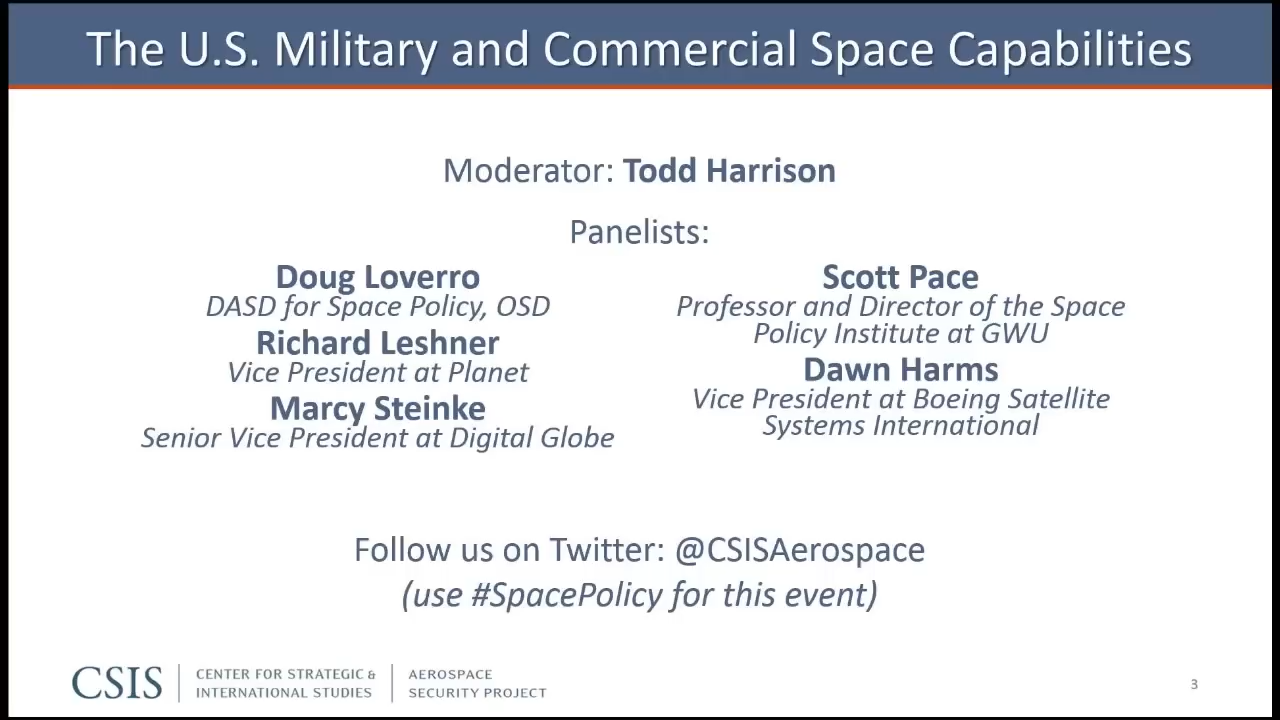 The U.S. Military and Commercial Space Capabilities
Moderator: Todd Harrison
Panelists:
Doug Loverro
DASD for Space Policy, OSD
Richard Leshner
Vice President at Planet
Marcy Steinke
Senior Vice President at Digital Globe
Scott Pace
Professor and Director of the Space
Policy Institute at GWU
Dawn Harms
Vice President at Boeing Satellite
Systems International
Follow us on Twitter: @CSISAerospace
(use #SpacePolicy for this event)
CSIS
CENTER FOR STRATEGIC &
INTERNATIONAL STUDIES
AEROSPACE
SECURITY PROJECT
3